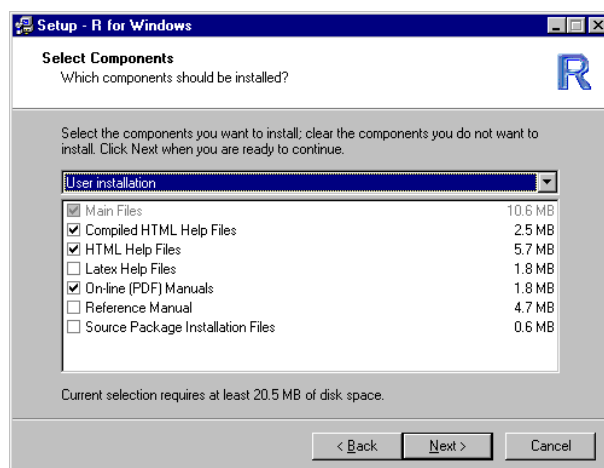 Setup - R for Windows
Select Components
Which components should be installed?
R
Select the components you want to install; clear the components you do not want to
install. Click Next when you are ready to continue.
User installation
Main Files 10.6 MB
Compiled HTML Help Files 2.5 MB
HTML Help Files 5.7 MB
Latex Help Files 1.8 MB
On-line (PDF) Manuals 1.8 MB
Reference Manual 4.7 MB
Source Package Installation Files 0.6 MB
Current selection requires at least 20.5 MB of disk space.
< Back Next > Cancel